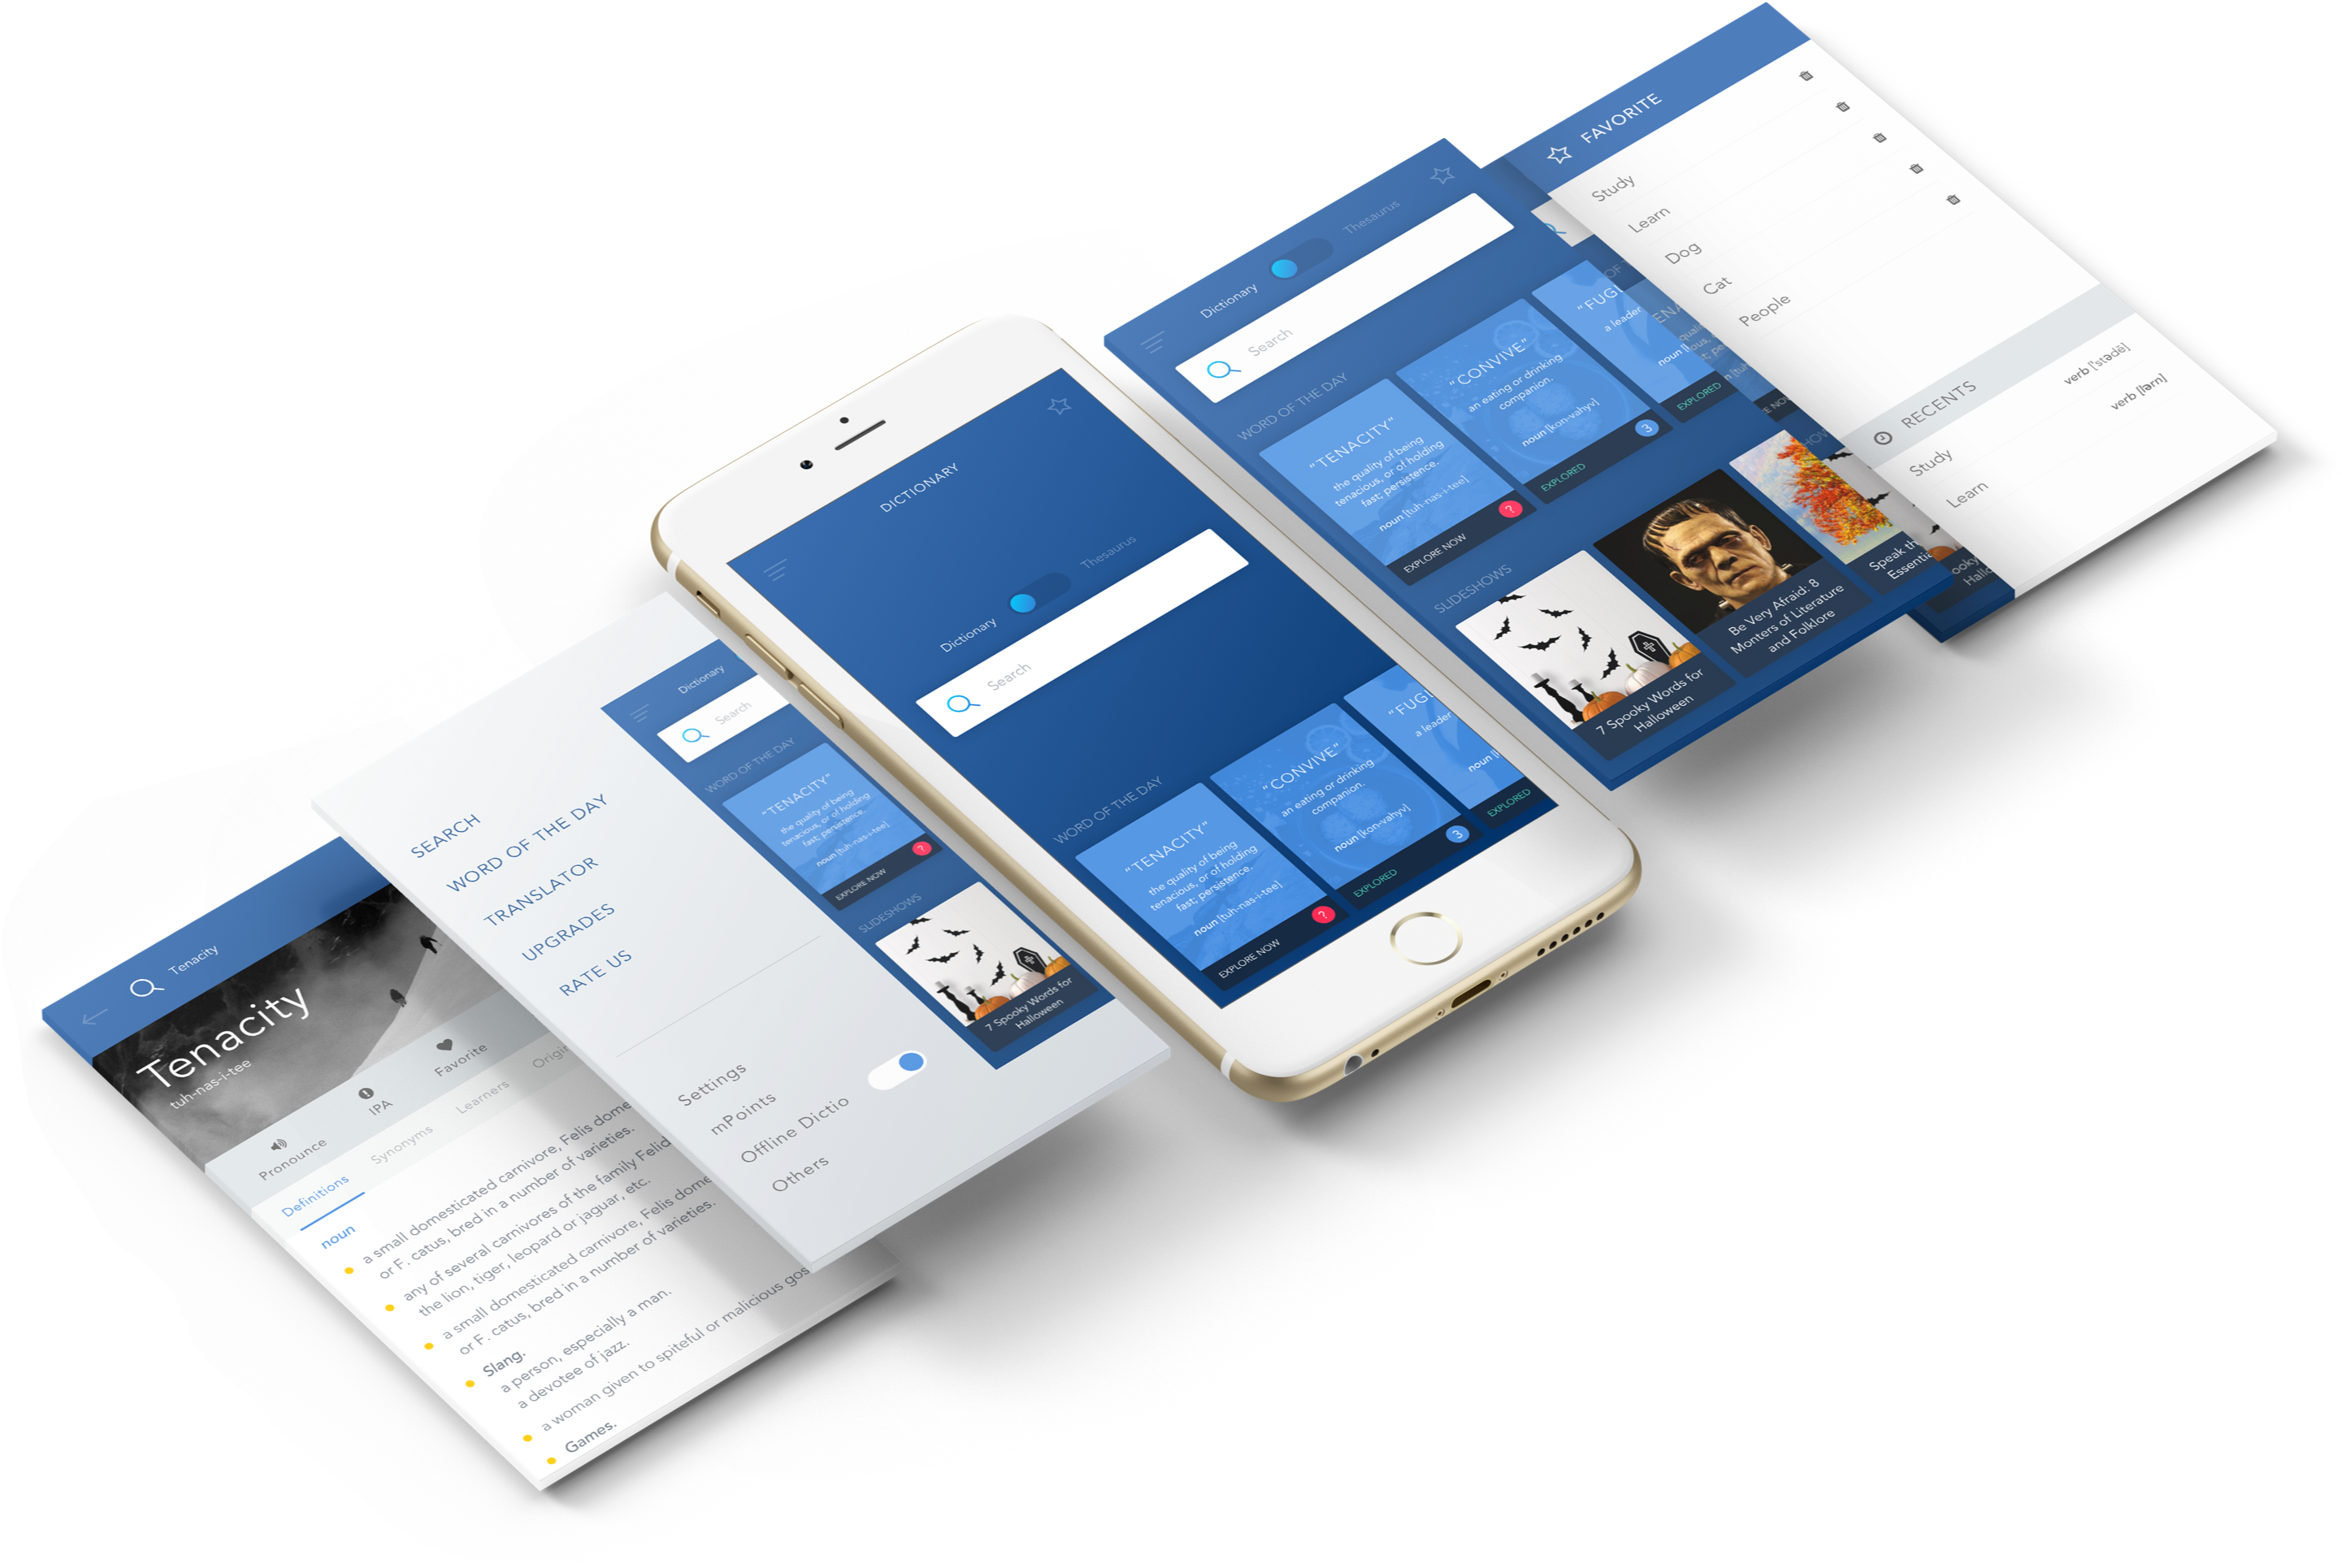 Tenacity
Tenacity
tuh-nas-i-tee
Pronounce
IPA
Favorite
Definitions
Synonyms
Learners
noun
a small domesticated carnivore, Felis dome
or F. catus, bred in a number of varieties.
any of several carnivores of the family Felid
the lion, tiger, leopard or jaguar, etc.
a small domesticated carnivore, Felis dome
or F. catus, bred in a number of varieties.
Slang.
a person, especially a man.
a devotee of jazz.
a woman given to spiteful or malicious gos
Games.
SEARCH
WORD OF THE DAY
TRANSLATOR
UPGRADES
RATE US
Settings
mPoints
Offline Dictio
Others
Dictionary
Search
WORD OF THE DAY
"TENACITY"
the quality of being
tenacious, or of holding
fast; persistence.
noun [tuh-nas-i-tee]
EXPLORE NOW
?
SLIDESHOWS
7 Spooky Words for
Halloween
DICTIONARY
Dictionary
Thesaurus
Search
WORD OF THE DAY
"TENACITY"
the quality of being
tenacious, or of holding
fast; persistence.
noun [tuh-nas-i-tee]
EXPLORE NOW
?
"CONVIVE"
an eating or drinking
companion.
noun [kon-vahyv]
EXPLORED
3
"FUGL
a leader
noun [
EXPLORED
Dictionary
Thesaurus
Search
WORD OF THE DAY
"TENACITY"
the quality of being
tenacious, or of holding
fast; persistence.
noun [tuh-nas-i-tee]
EXPLORE NOW
?
"CONVIVE"
an eating or drinking
companion.
noun [kon-vahyv]
EXPLORED
3
"FUGL
a leader
noun [
EXPLORED
SLIDESHOWS
7 Spooky Words for
Halloween
Be Very Afraid: 8
Monters of Literature
and Folklore
Speak th
Essentic
FAVORITE
Study
Learn
Dog
Cat
People
RECENTS
Study
verb ['stədē]
Learn
verb [lərn]